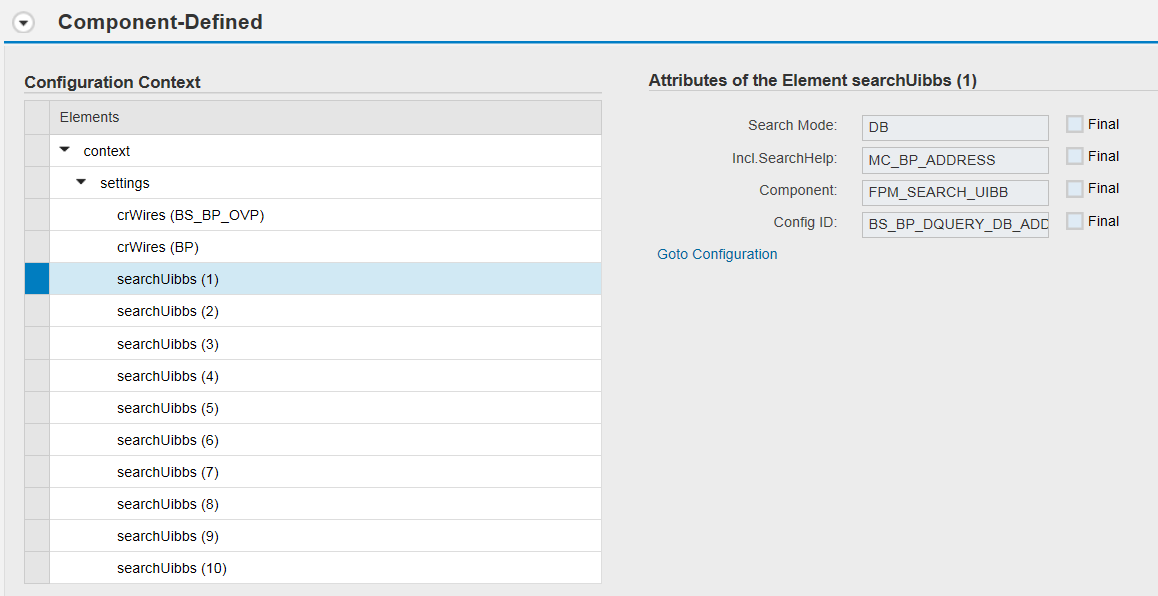 Component-Defined
Configuration Context
Elements
context
settings
crWires (BS_BP_OVP)
crWires (BP)
searchUibbs (1)
searchUibbs (2)
searchUibbs (3)
searchUibbs (4)
searchUibbs (5)
searchUibbs (6)
searchUibbs (7)
searchUibbs (8)
searchUibbs (9)
searchUibbs (10)
Attributes of the Element searchUibbs (1)
Search Mode: DB Final
Incl.SearchHelp: MC_BP_ADDRESS Final
Component: FPM_SEARCH_UIBB Final
Config ID: BS_BP_DQUERY_DB_ADD Final
Goto Configuration